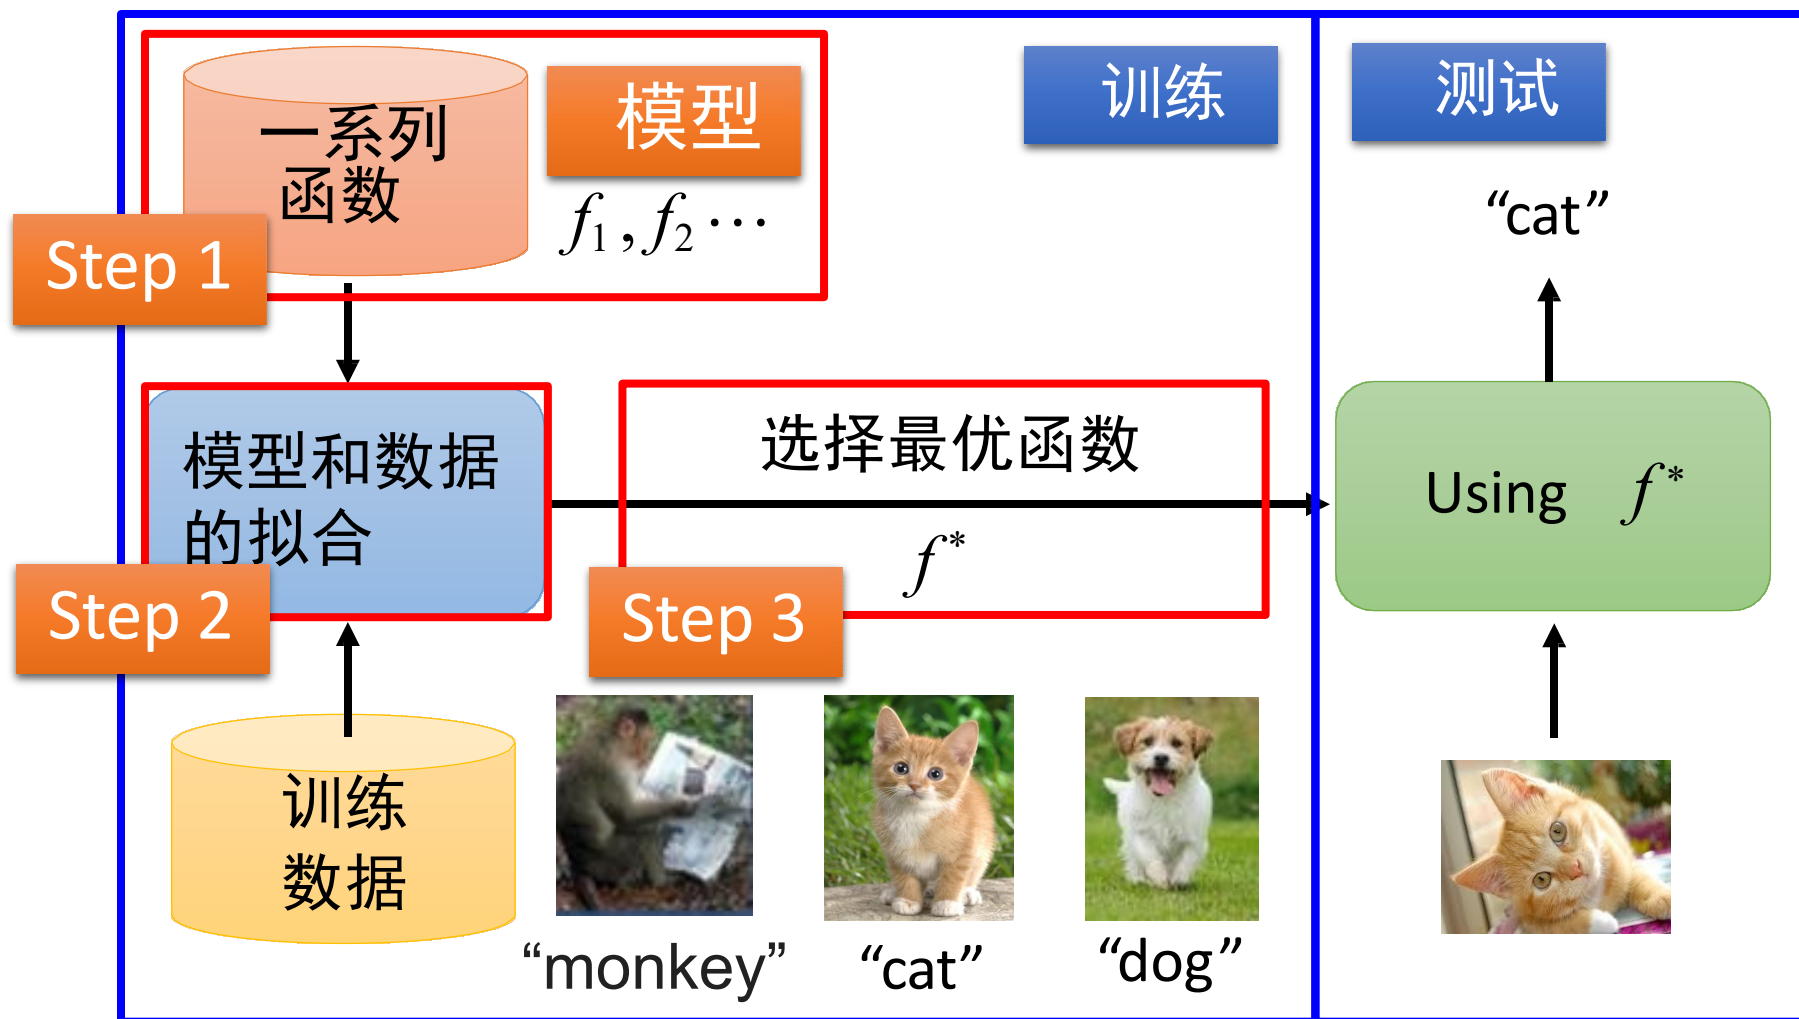 一系列
函数
模型
f₁,f₂⋯
Step 1
训练
测试
“cat”
模型和数据
的拟合
Step 2
选择最优函数
f*
Step 3
Using f*
训练
数据
“monkey”
“cat”
“dog”